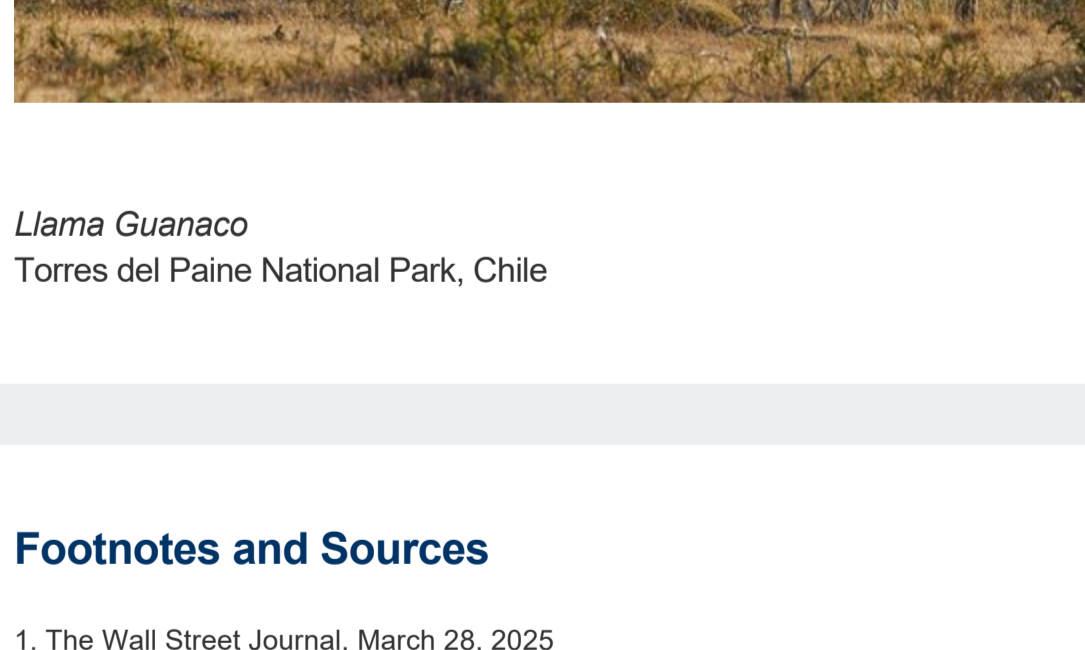 Llama Guanaco
Torres del Paine National Park, Chile
Footnotes and Sources
1. The Wall Street Journal, March 28, 2025